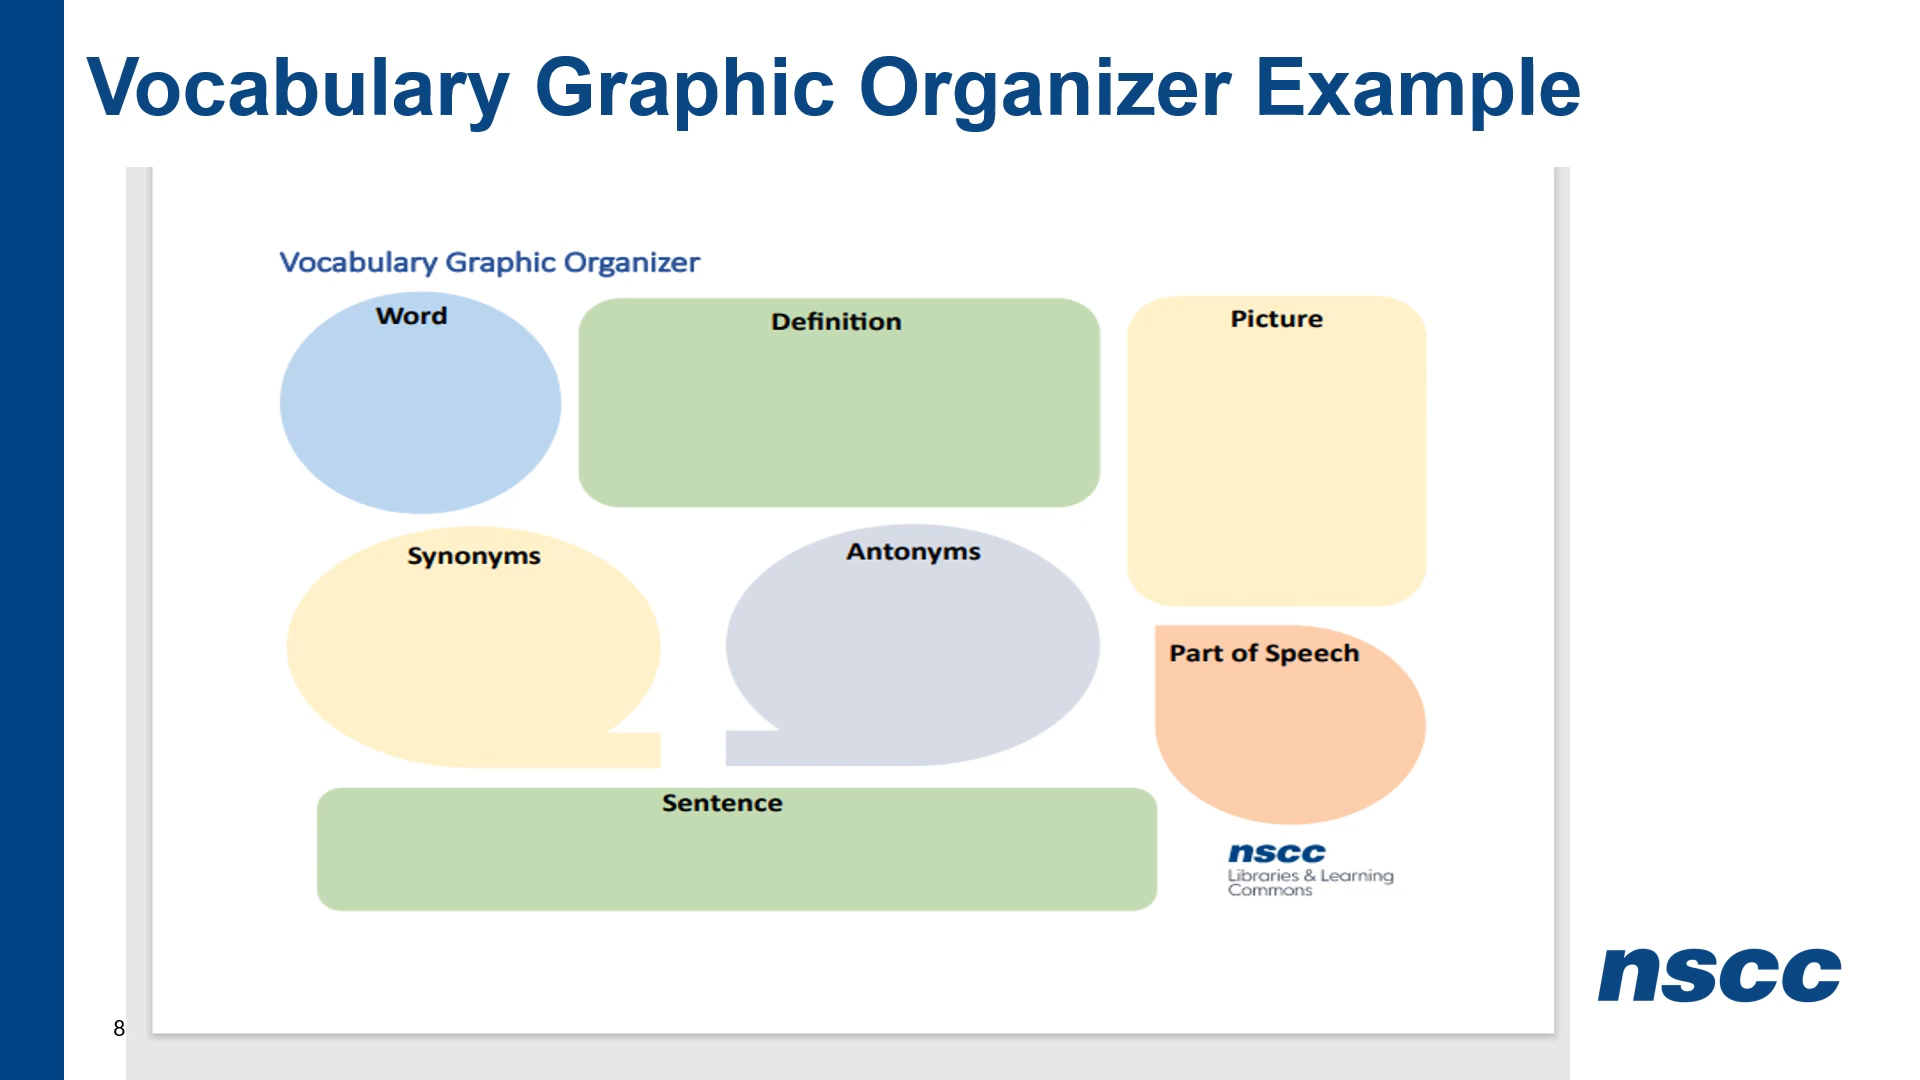 Vocabulary Graphic Organizer Example
Vocabulary Graphic Organizer
Word
Definition
Picture
Synonyms
Antonyms
Part of Speech
Sentence
nscc
Libraries & Learning
Commons
nscc
8